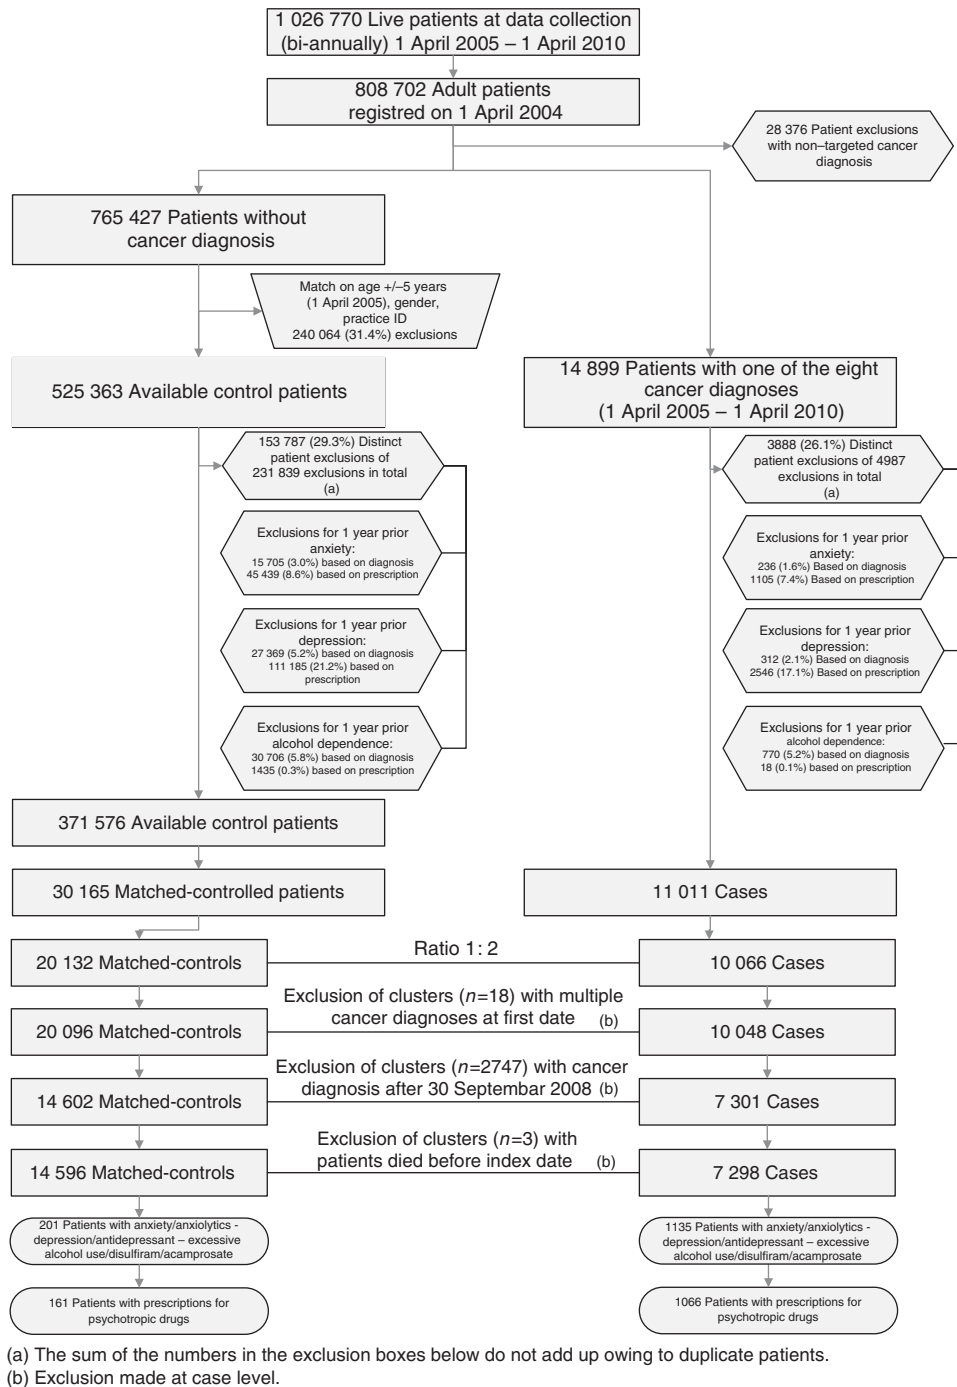 1 026 770 Live patients at data collection
(bi-annually) 1 April 2005 – 1 April 2010
808 702 Adult patients
registred on 1 April 2004
28 376 Patient exclusions
with non–targeted cancer
diagnosis
765 427 Patients without
cancer diagnosis
Match on age +/–5 years
(1 April 2005), gender,
practice ID
240 064 (31.4%) exclusions
525 363 Available control patients
14 899 Patients with one of the eight
cancer diagnoses
(1 April 2005 – 1 April 2010)
153 787 (29.3%) Distinct
patient exclusions of
231 839 exclusions in total
(a)
3888 (26.1%) Distinct
patient exclusions of 4987
exclusions in total
(a)
Exclusions for 1 year prior
anxiety:
15 705 (3.0%) based on diagnosis
45 439 (8.6%) based on prescription
Exclusions for 1 year prior
anxiety:
236 (1.6%) Based on diagnosis
1105 (7.4%) Based on prescription
Exclusions for 1 year prior
depression:
27 369 (5.2%) based on diagnosis
111 185 (21.2%) based on
prescription
Exclusions for 1 year prior
depression:
312 (2.1%) Based on diagnosis
2546 (17.1%) Based on prescription
Exclusions for 1 year prior
alcohol dependence:
30 706 (5.8%) based on diagnosis
1435 (0.3%) based on prescription
Exclusions for 1 year prior
alcohol dependence:
770 (5.2%) based on diagnosis
18 (0.1%) based on prescription
371 576 Available control patients
30 165 Matched-controlled patients
11 011 Cases
20 132 Matched-controls
Ratio 1: 2
10 066 Cases
Exclusion of clusters (n=18) with multiple
cancer diagnoses at first date (b)
20 096 Matched-controls
10 048 Cases
Exclusion of clusters (n=2747) with cancer
diagnosis after 30 Septembar 2008 (b)
14 602 Matched-controls
7 301 Cases
Exclusion of clusters (n=3) with
patients died before index date (b)
14 596 Matched-controls
7 298 Cases
201 Patients with anxiety/anxiolytics -
depression/antidepressant – excessive
alcohol use/disulfiram/acamprosate
1135 Patients with anxiety/anxiolytics -
depression/antidepressant – excessive
alcohol use/disulfiram/acamprosate
161 Patients with prescriptions for
psychotropic drugs
1066 Patients with prescriptions for
psychotropic drugs
(a) The sum of the numbers in the exclusion boxes below do not add up owing to duplicate patients.
(b) Exclusion made at case level.